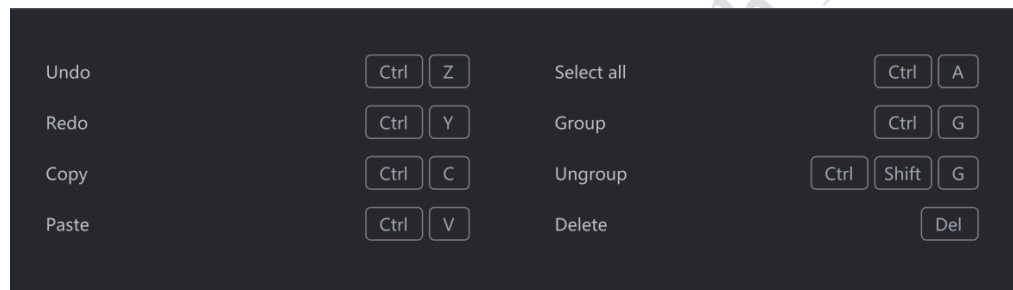 Undo Ctrl Z
Redo Ctrl Y
Copy Ctrl C
Paste Ctrl V
Select all Ctrl A
Group Ctrl G
Ungroup Ctrl Shift G
Delete Del